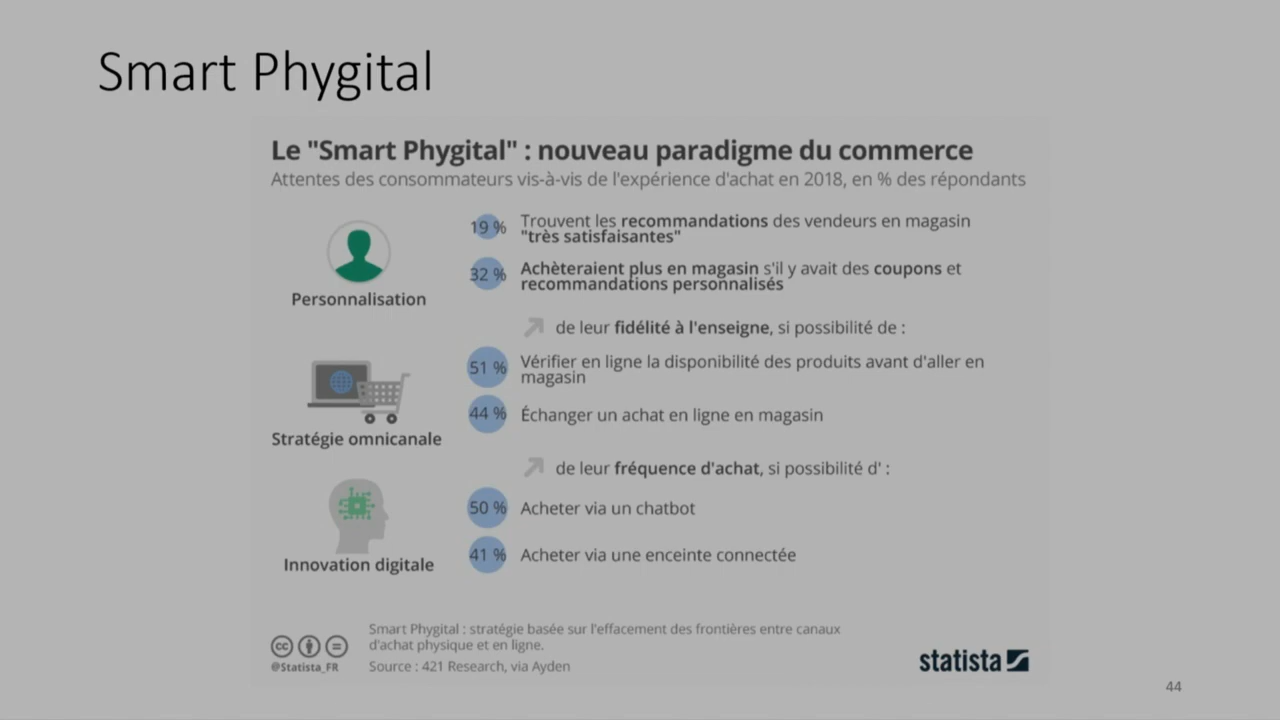 Smart Phygital
Le "Smart Phygital" : nouveau paradigme du commerce
Attentes des consommateurs vis-à-vis de l'expérience d'achat en 2018, en % des répondants
19 % Trouvent les recommandations des vendeurs en magasin
"très satisfaisantes"
32 % Achèteraient plus en magasin s'il y avait des coupons et
recommandations personnalisés
Personnalisation
de leur fidélité à l'enseigne, si possibilité de :
51 % Vérifier en ligne la disponibilité des produits avant d'aller en
magasin
44 % Échanger un achat en ligne en magasin
Stratégie omnicanale
de leur fréquence d'achat, si possibilité d' :
50 % Acheter via un chatbot
41 % Acheter via une enceinte connectée
Innovation digitale
Smart Phygital : stratégie basée sur l'effacement des frontières entre canaux
d'achat physique et en ligne.
cc
@Statista_FR
Source : 421 Research, via Ayden
statista
44